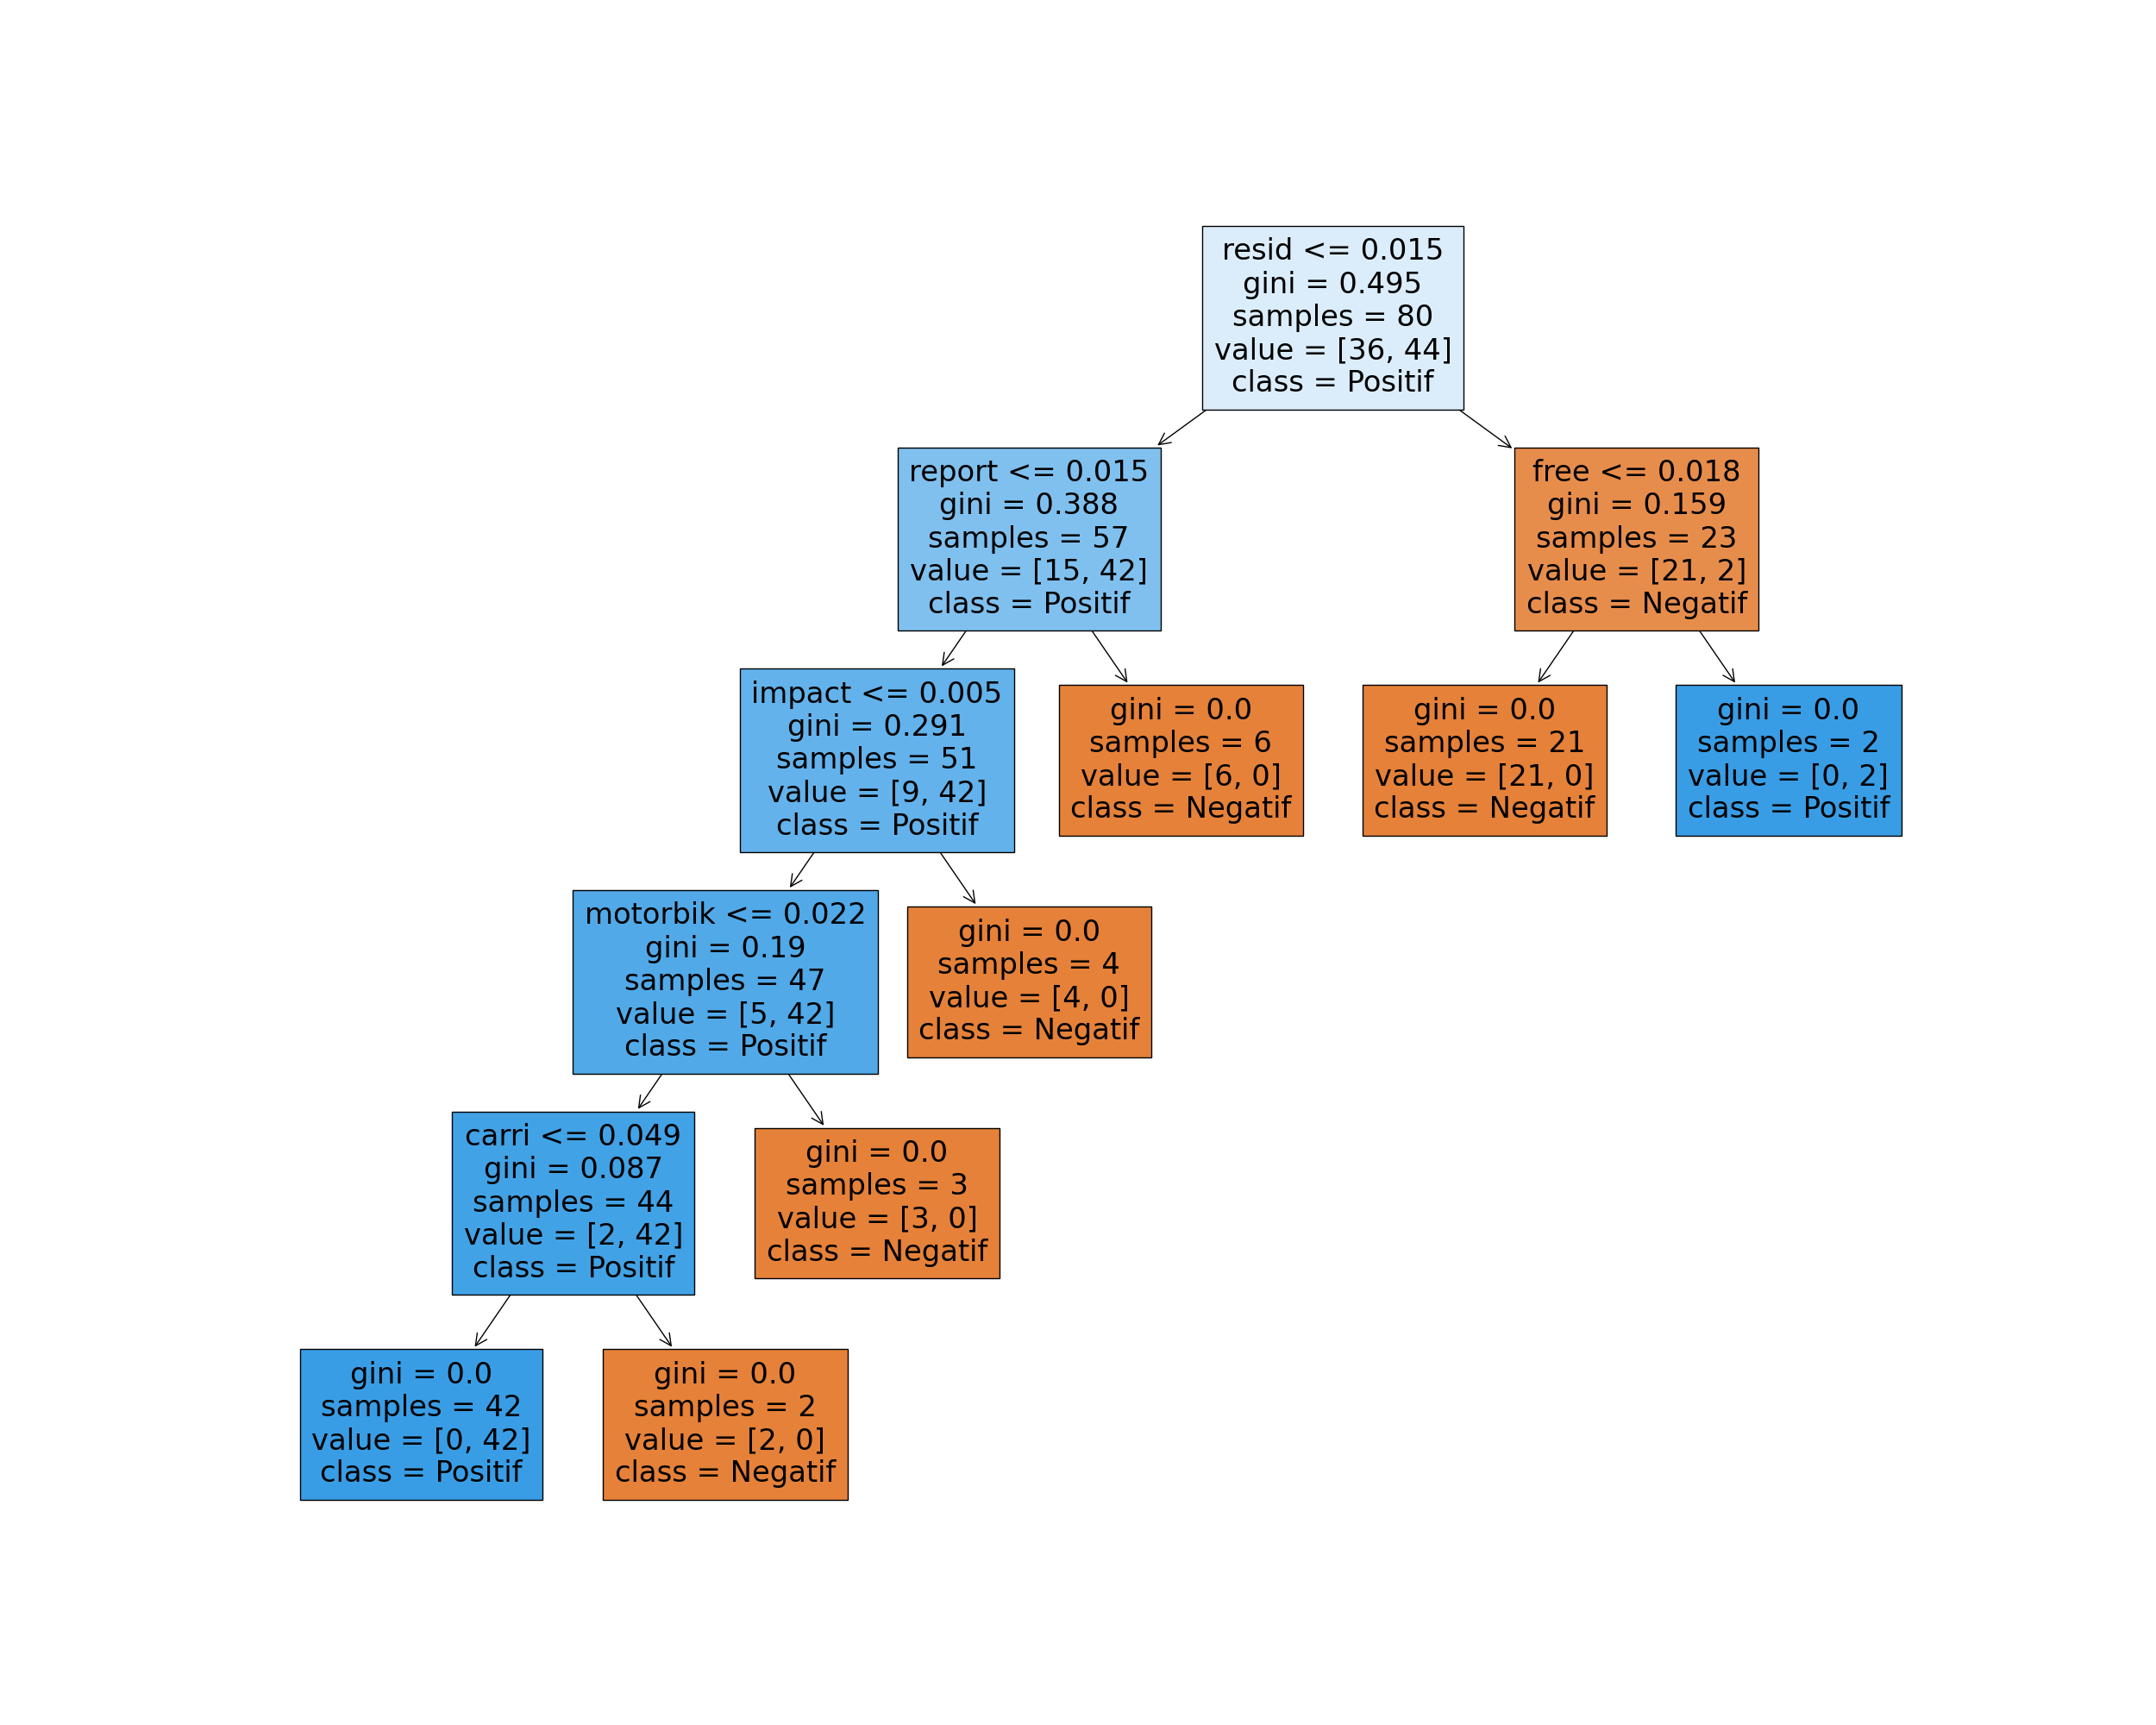 resid <= 0.015
gini = 0.495
samples = 80
value = [36, 44]
class = Positif
report <= 0.015
gini = 0.388
samples = 57
value = [15, 42]
class = Positif
free <= 0.018
gini = 0.159
samples = 23
value = [21, 2]
class = Negatif
impact <= 0.005
gini = 0.291
samples = 51
value = [9, 42]
class = Positif
gini = 0.0
samples = 6
value = [6, 0]
class = Negatif
gini = 0.0
samples = 21
value = [21, 0]
class = Negatif
gini = 0.0
samples = 2
value = [0, 2]
class = Positif
motorbik <= 0.022
gini = 0.19
samples = 47
value = [5, 42]
class = Positif
gini = 0.0
samples = 4
value = [4, 0]
class = Negatif
carri <= 0.049
gini = 0.087
samples = 44
value = [2, 42]
class = Positif
gini = 0.0
samples = 3
value = [3, 0]
class = Negatif
gini = 0.0
samples = 42
value = [0, 42]
class = Positif
gini = 0.0
samples = 2
value = [2, 0]
class = Negatif